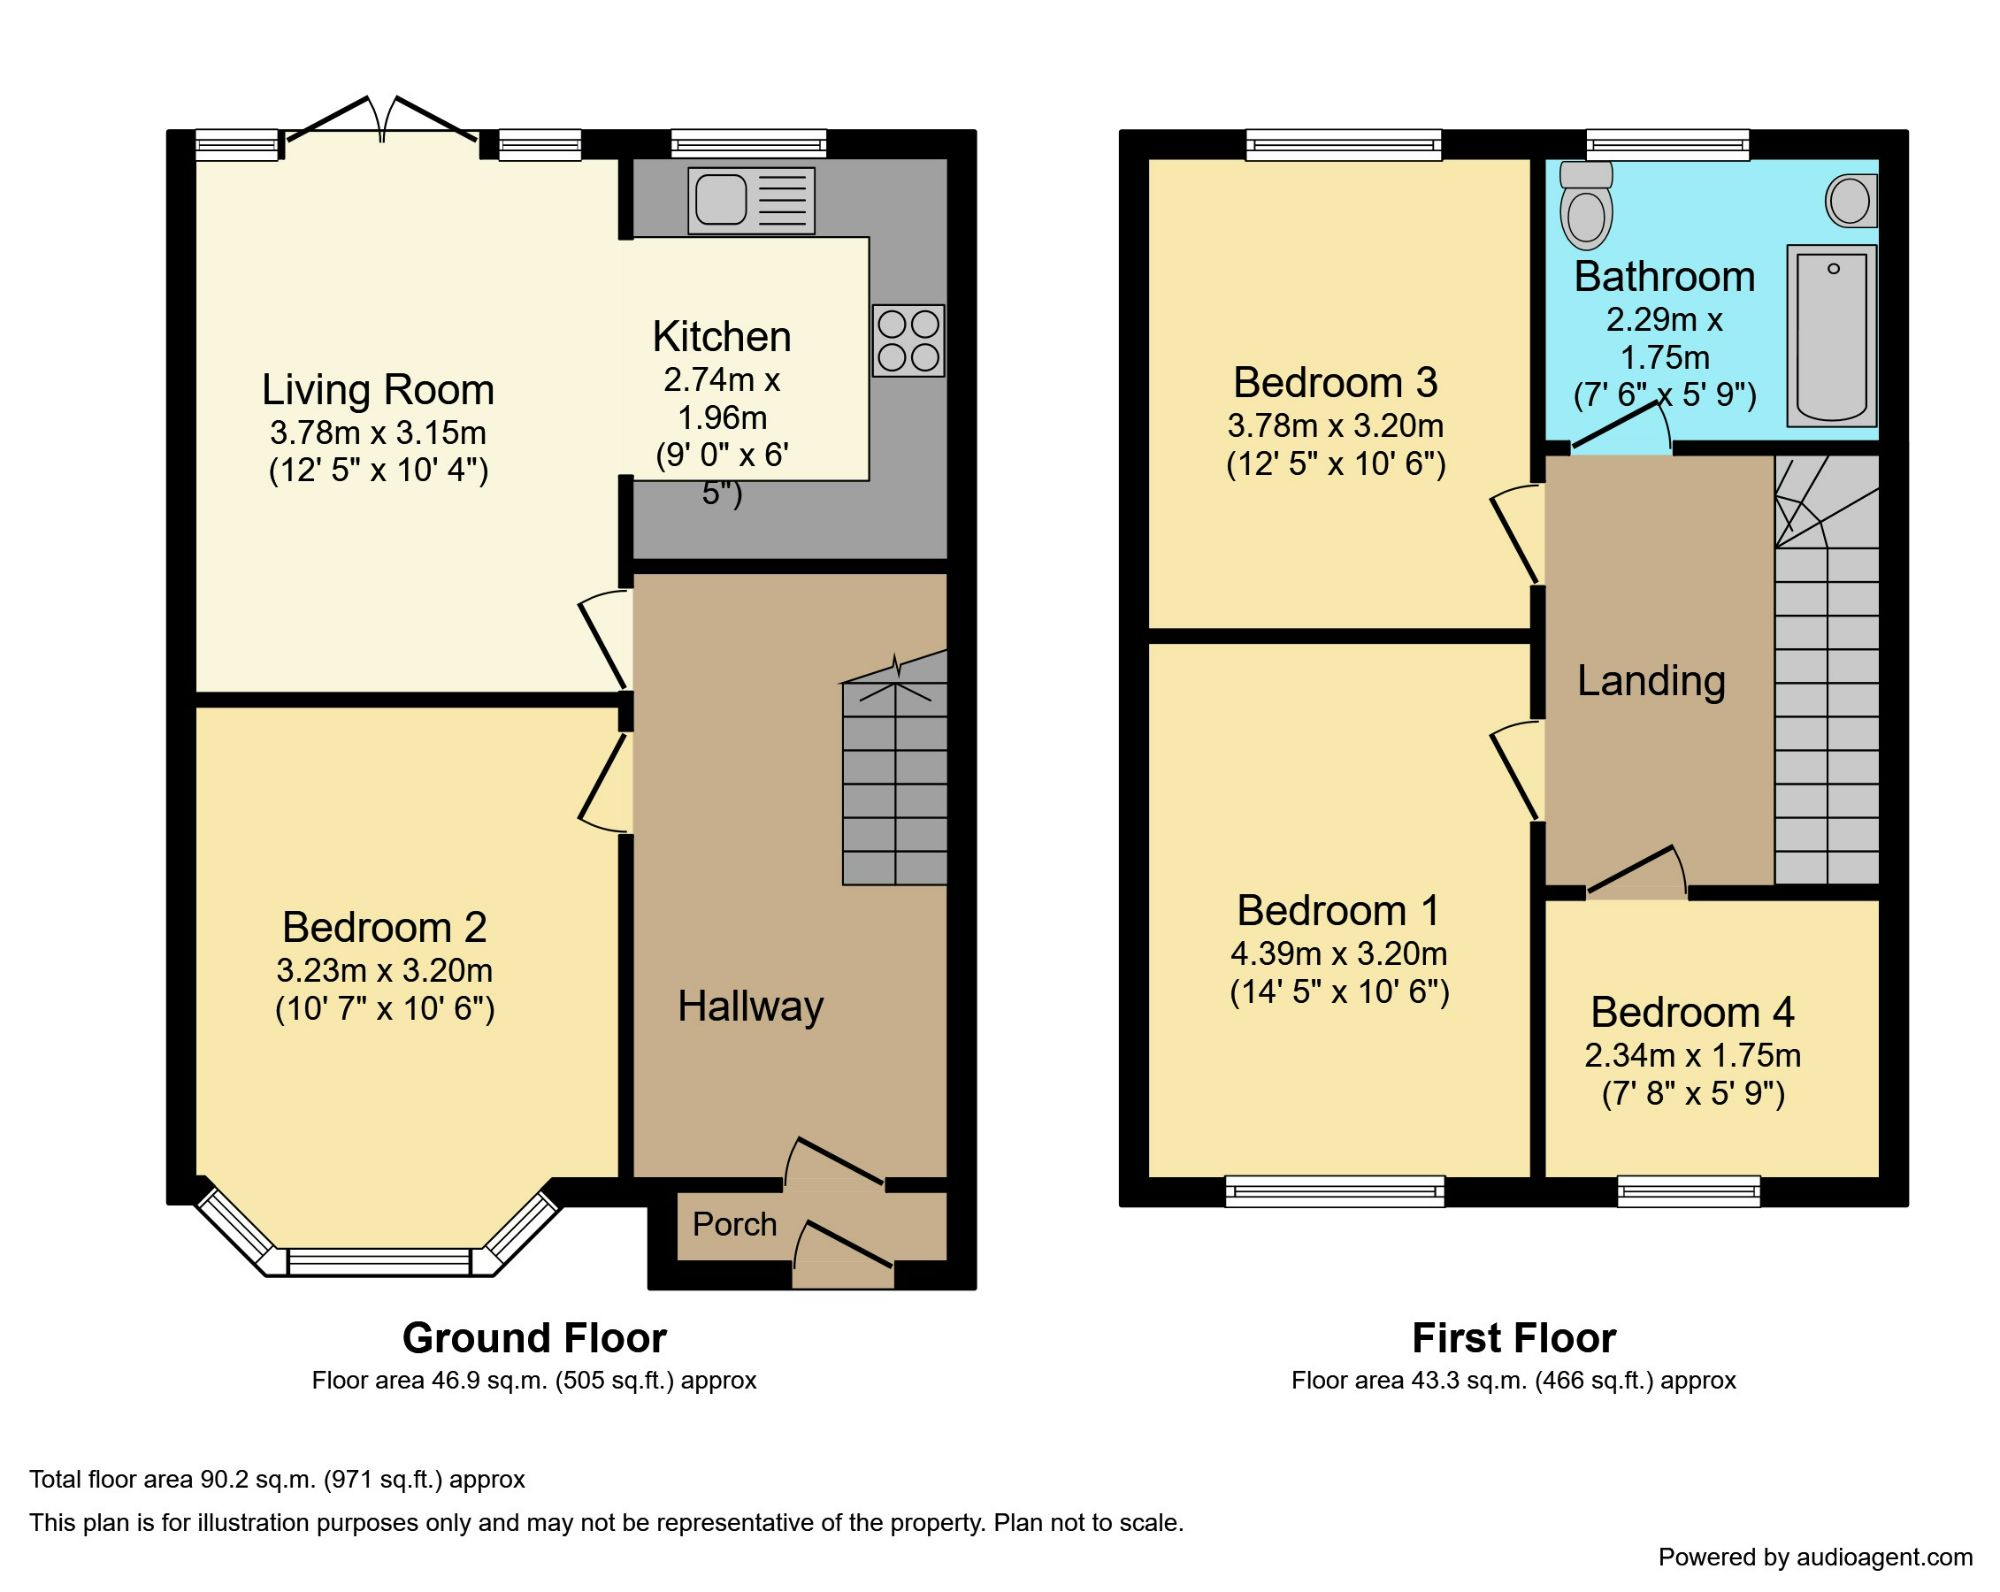 Living Room
3.78m x 3.15m
(12' 5" x 10' 4")
Kitchen
2.74m x
1.96m
(9' 0" x 6'
5")
Bedroom 2
3.23m x 3.20m
(10' 7" x 10' 6")
Hallway
Porch
Ground Floor
Floor area 46.9 sq.m. (505 sq.ft.) approx
Bedroom 3
3.78m x 3.20m
(12' 5" x 10' 6")
Bathroom
2.29m x
1.75m
(7' 6" x 5' 9")
Landing
Bedroom 1
4.39m x 3.20m
(14' 5" x 10' 6")
Bedroom 4
2.34m x 1.75m
(7' 8" x 5' 9")
First Floor
Floor area 43.3 sq.m. (466 sq.ft.) approx
Total floor area 90.2 sq.m. (971 sq.ft.) approx
This plan is for illustration purposes only and may not be representative of the property. Plan not to scale.
Powered by audioagent.com